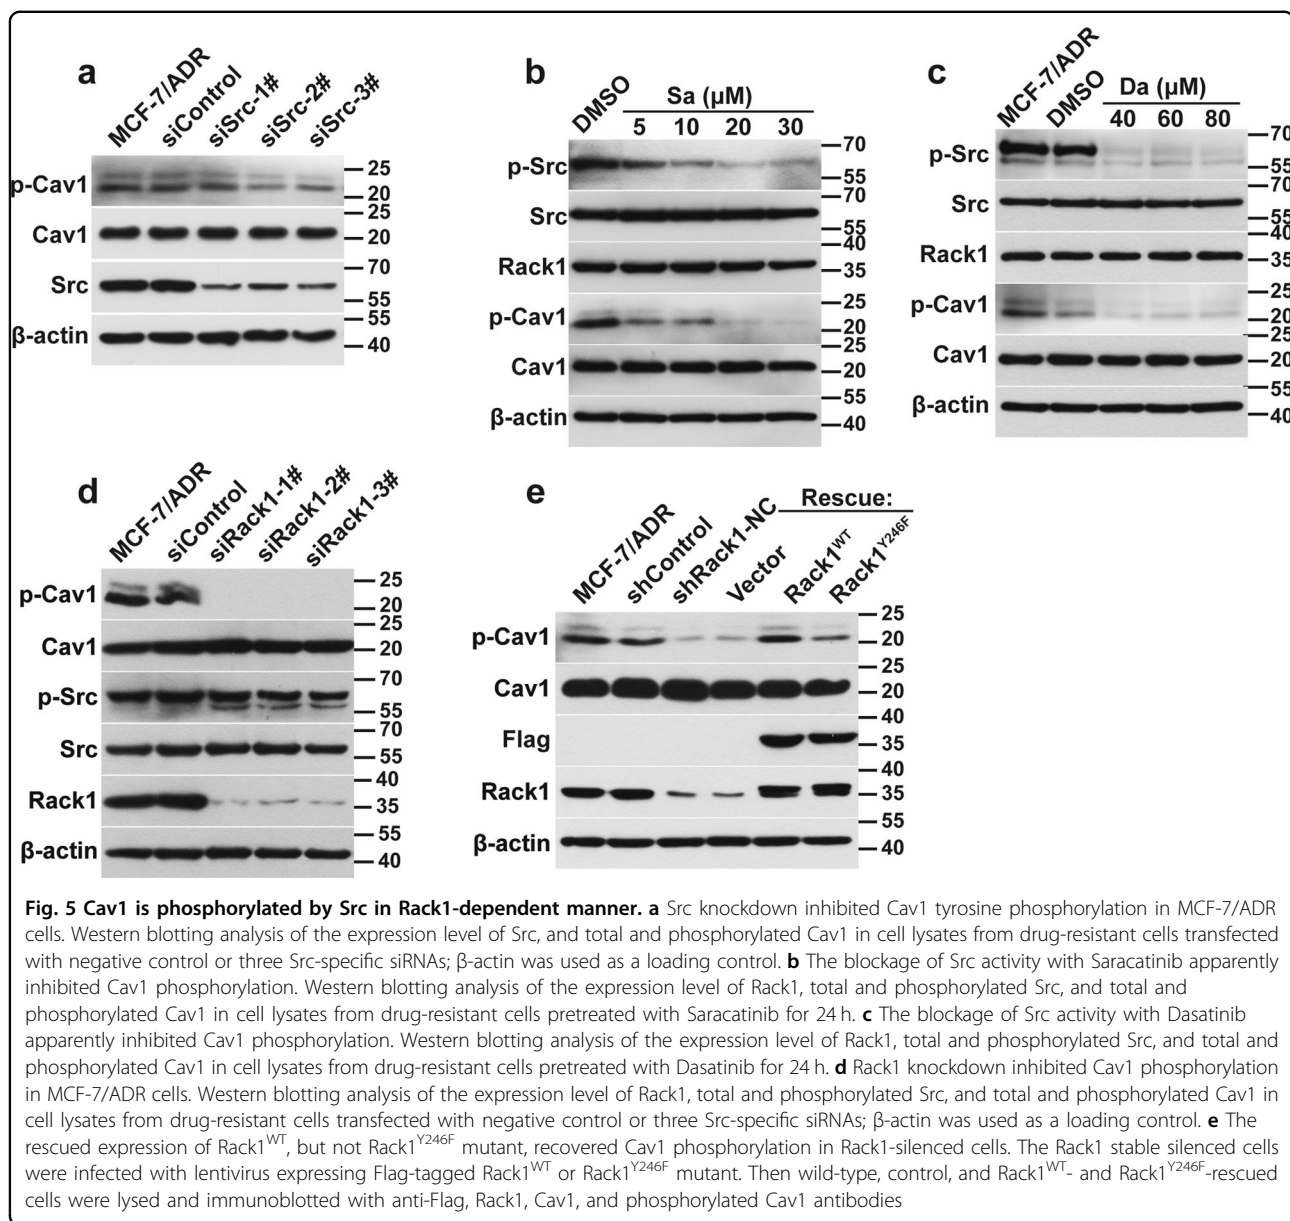 a
MCF-7/ADR
siControl
siSrc-1#
siSrc-2#
siSrc-3#
p-Cav1
25
20
Cav1
25
20
Src
70
55
β-actin
55
40
b
DMSO
Sa (μM)
5 10 20 30
p-Src
70
55
Src
70
55
Rack1
40
35
p-Cav1
25
20
Cav1
25
20
β-actin
55
40
c
MCF-7/ADR
DMSO
Da (μM)
40 60 80
p-Src
70
55
Src
70
55
Rack1
40
35
p-Cav1
25
20
Cav1
25
20
β-actin
55
40
d
MCF-7/ADR
siControl
siRack1-1#
siRack1-2#
siRack1-3#
p-Cav1
25
20
Cav1
25
20
p-Src
70
55
Src
70
55
Rack1
40
35
β-actin
55
40
e
MCF-7/ADR
shControl
shRack1-NC
Rescue:
Vector
Rack1WT
Rack1Y246F
p-Cav1
25
20
Cav1
25
20
Flag
40
35
Rack1
40
35
β-actin
55
40
Fig. 5 Cav1 is phosphorylated by Src in Rack1-dependent manner. a Src knockdown inhibited Cav1 tyrosine phosphorylation in MCF-7/ADR
cells. Western blotting analysis of the expression level of Src, and total and phosphorylated Cav1 in cell lysates from drug-resistant cells transfected
with negative control or three Src-specific siRNAs; β-actin was used as a loading control. b The blockage of Src activity with Saracatinib apparently
inhibited Cav1 phosphorylation. Western blotting analysis of the expression level of Rack1, total and phosphorylated Src, and total and
phosphorylated Cav1 in cell lysates from drug-resistant cells pretreated with Saracatinib for 24 h. c The blockage of Src activity with Dasatinib
apparently inhibited Cav1 phosphorylation. Western blotting analysis of the expression level of Rack1, total and phosphorylated Src, and total and
phosphorylated Cav1 in cell lysates from drug-resistant cells pretreated with Dasatinib for 24 h. d Rack1 knockdown inhibited Cav1 phosphorylation
in MCF-7/ADR cells. Western blotting analysis of the expression level of Rack1, total and phosphorylated Src, and total and phosphorylated Cav1 in
cell lysates from drug-resistant cells transfected with negative control or three Src-specific siRNAs; β-actin was used as a loading control. e The
rescued expression of Rack1WT, but not Rack1Y246F mutant, recovered Cav1 phosphorylation in Rack1-silenced cells. The Rack1 stable silenced cells
were infected with lentivirus expressing Flag-tagged Rack1WT or Rack1Y246F mutant. Then wild-type, control, and Rack1WT- and Rack1Y246F-rescued
cells were lysed and immunoblotted with anti-Flag, Rack1, Cav1, and phosphorylated Cav1 antibodies